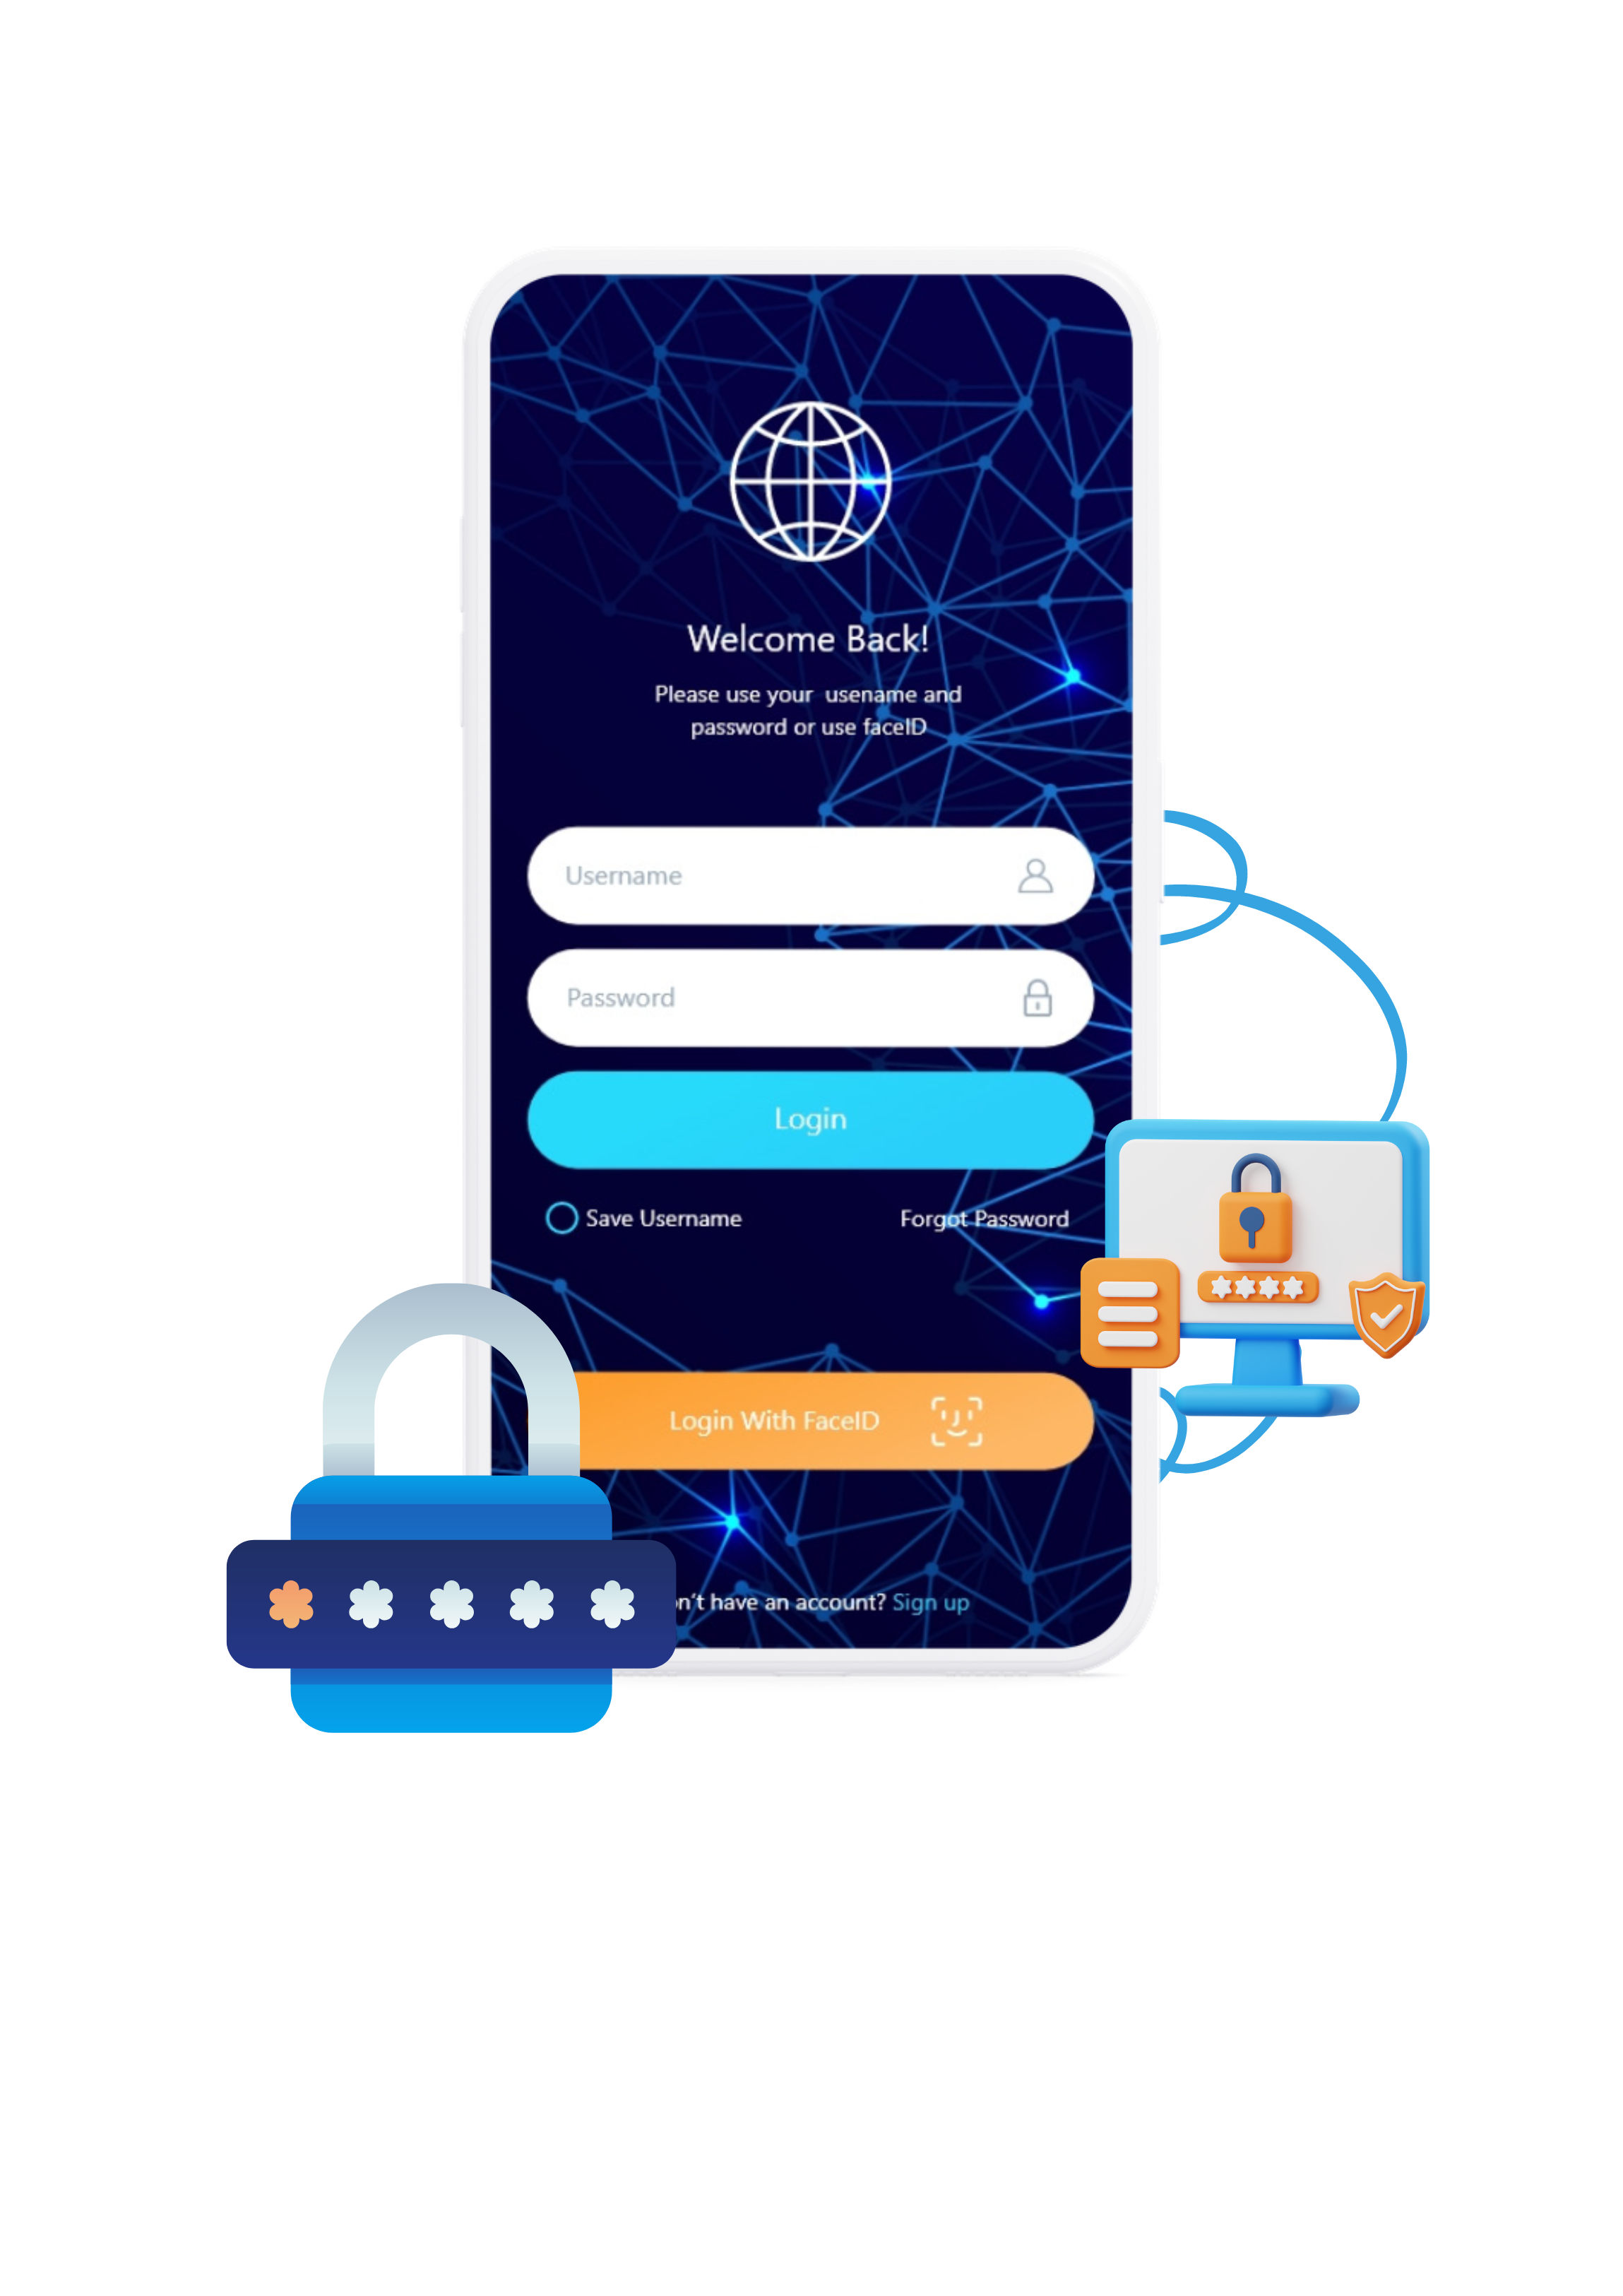 Welcome Back!
Please use your usename and
password or use faceID
Username
Password
Login
Save Username
Forgot Password
Login With FaceID
on't have an account? Sign up